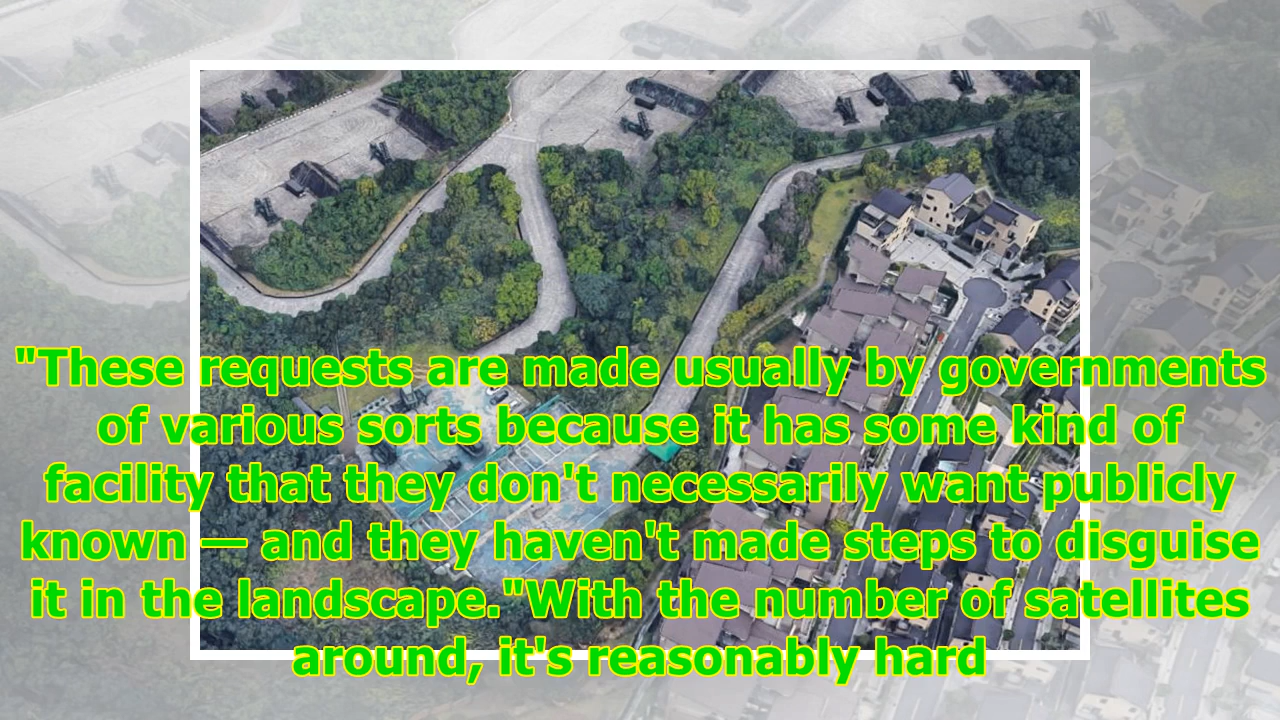 "These requests are made usually by governments
of various sorts because it has some kind of
facility that they don't necessarily want publicly
known — and they haven't made steps to disguise
it in the landscape."With the number of satellites
around, it's reasonably hard